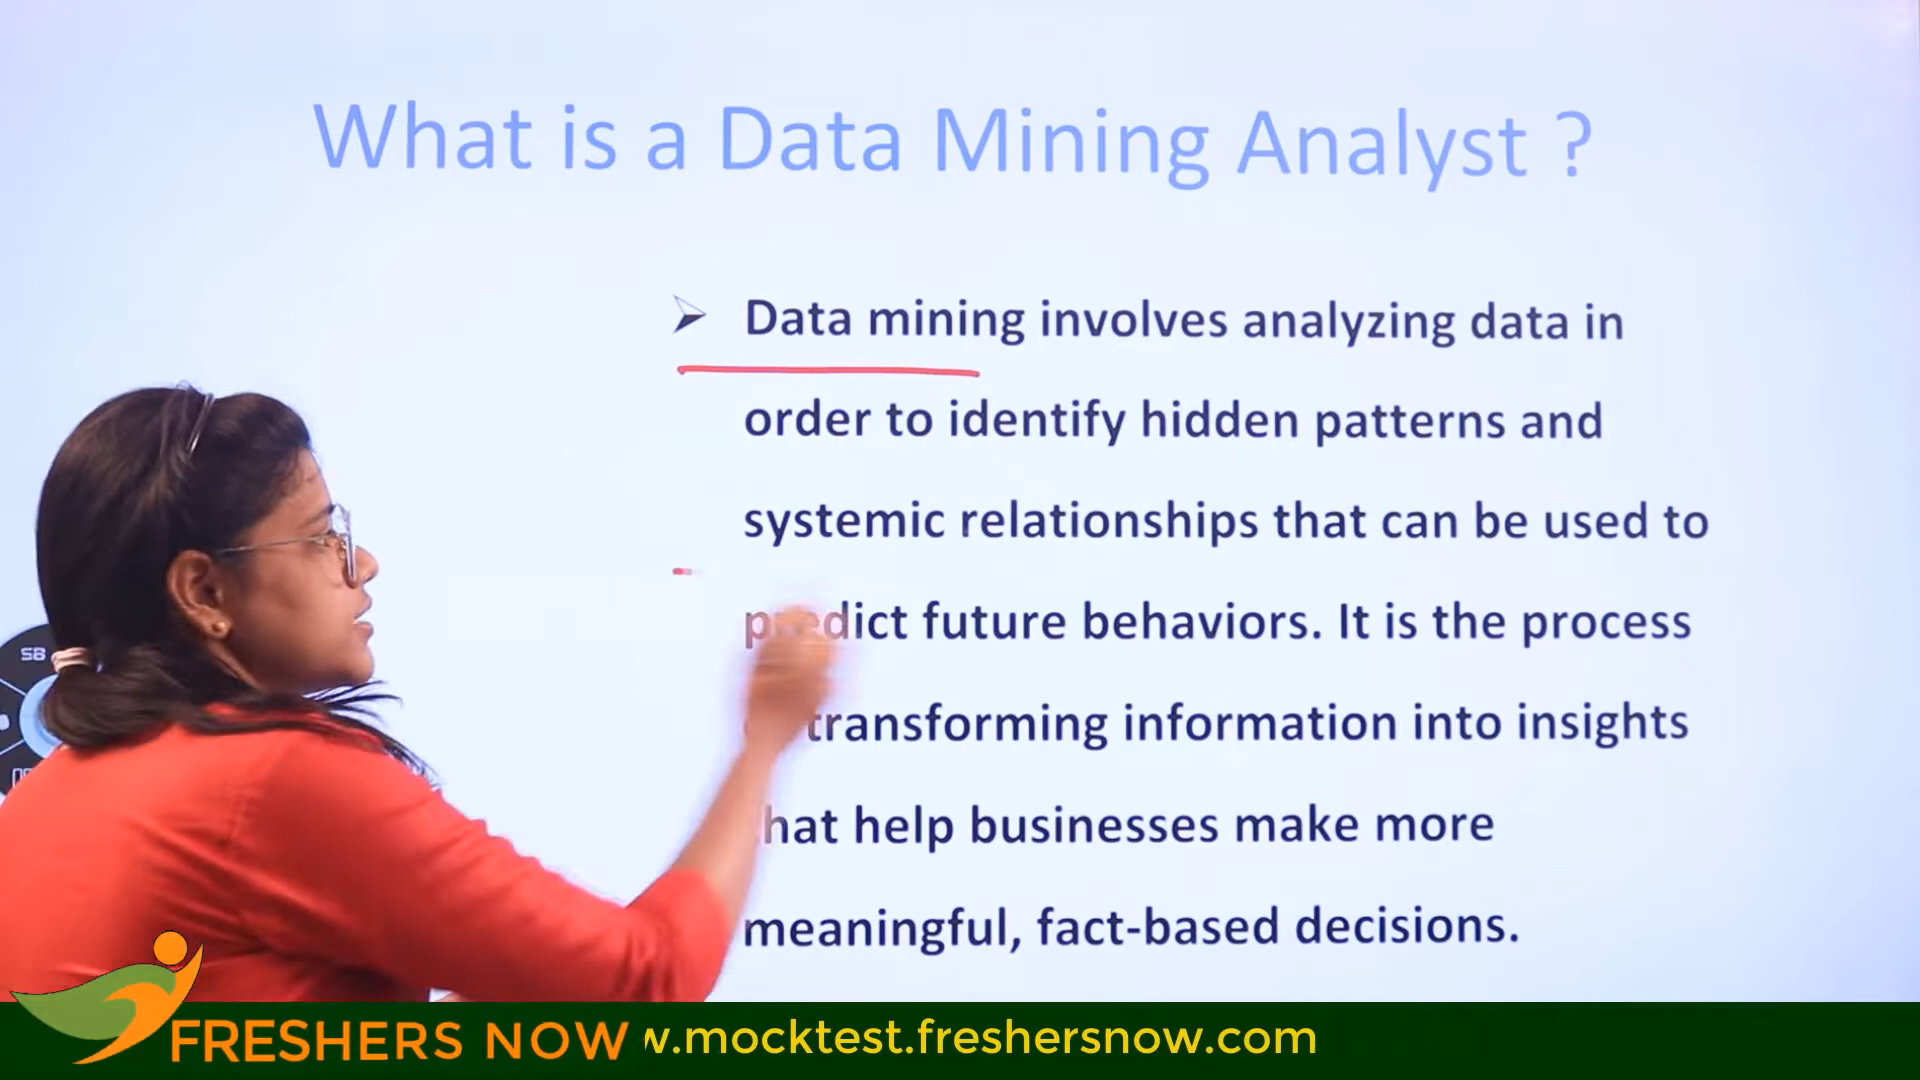 What is a Data Mining Analyst ?
➢ Data mining involves analyzing data in
order to identify hidden patterns and
systemic relationships that can be used to
predict future behaviors. It is the process
transforming information into insights
that help businesses make more
meaningful, fact-based decisions.
SB
FRESHERS NOW
w.mocktest.freshersnow.com